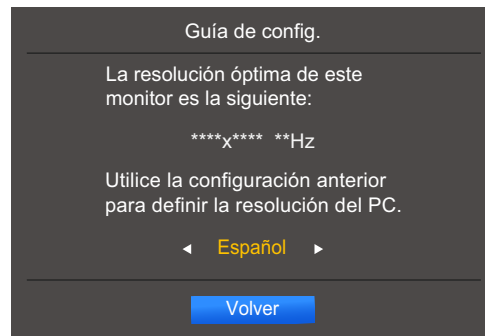 Guía de config.
La resolución óptima de este
monitor es la siguiente:
****x**** **Hz
Utilice la configuración anterior
para definir la resolución del PC.
Español
Volver